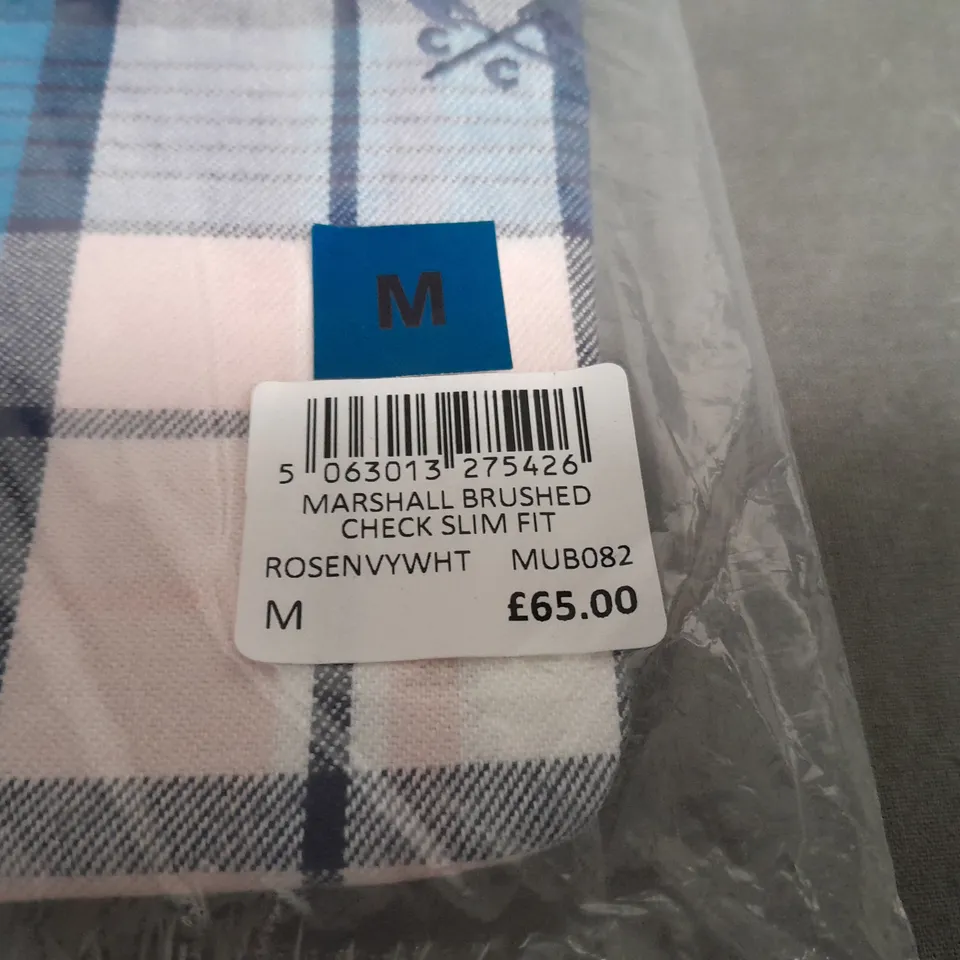 C C
M
5 063013 275426
MARSHALL BRUSHED
CHECK SLIM FIT
ROSENVYWHT MUB082
M £65.00